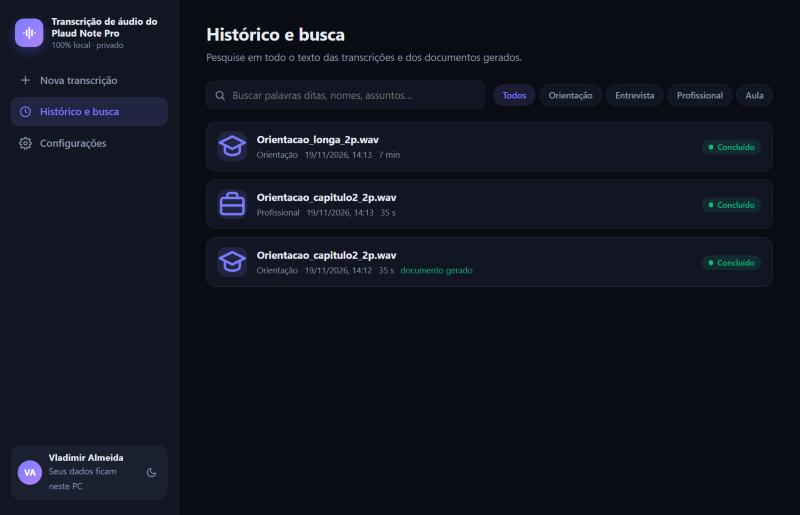 Transcrição de áudio do
Plaud Note Pro
100% local · privado
Nova transcrição
Histórico e busca
Configurações
Vladimir Almeida
VA
Seus dados ficam
neste PC
Histórico e busca
Pesquise em todo o texto das transcrições e dos documentos gerados.
Buscar palavras ditas, nomes, assuntos...
Todos
Orientação
Entrevista
Profissional
Aula
Orientacao_longa_2p.wav
Orientação 19/11/2026, 14:13 7 min
Concluído
Orientacao_capitulo2_2p.wav
Profissional 19/11/2026, 14:13 35 s
Concluído
Orientacao_capitulo2_2p.wav
Orientação 19/11/2026, 14:12 35 s documento gerado
Concluído